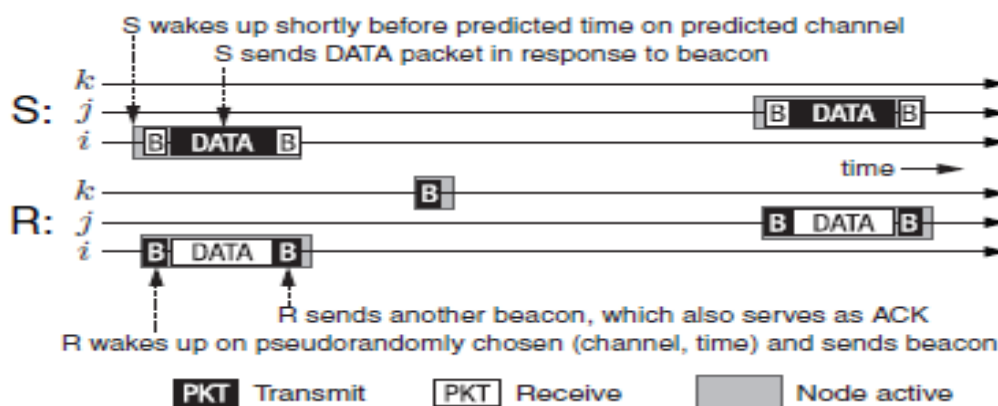 S wakes up shortly before predicted time on predicted channel
S sends DATA packet in response to beacon
k
S: j
B DATA B
i
B DATA B
time
k
B
R: j
B DATA B
i
B DATA B
R sends another beacon, which also serves as ACK
R wakes up on pseudorandomly chosen (channel, time) and sends beacon
PKT Transmit PKT Receive Node active